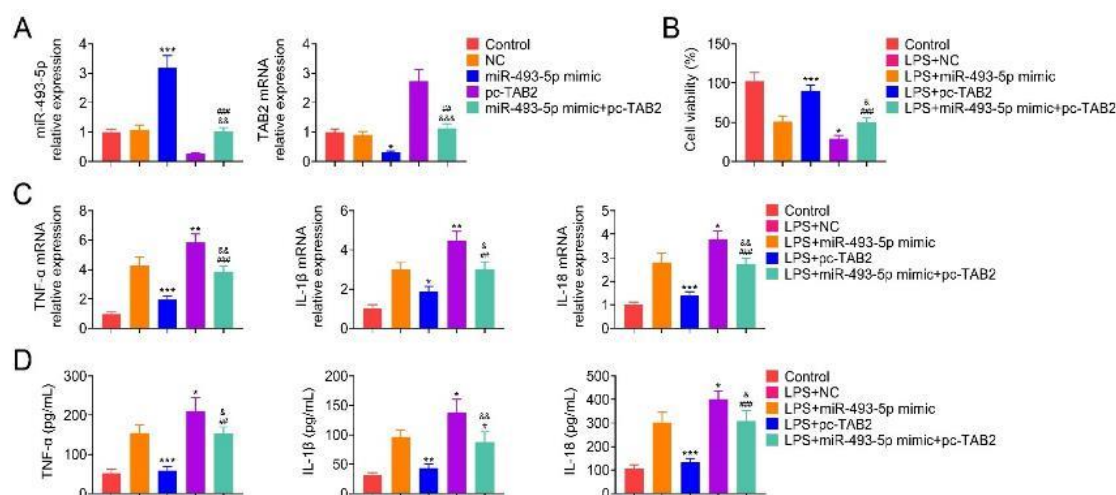 A
miR-493-5p
relative expression
4
3
2
1
0
***
###
&&
TAB2 mRNA
relative expression
4
3
2
1
0
*
##
&&&
Control
NC
miR-493-5p mimic
pc-TAB2
miR-493-5p mimic+pc-TAB2
B
Cell viability (%)
150
100
50
0
***
*
&
###
Control
LPS+NC
LPS+miR-493-5p mimic
LPS+pc-TAB2
LPS+miR-493-5p mimic+pc-TAB2
C
TNF-α mRNA
relative expression
8
6
4
2
0
***
**
&&
###
IL-1β mRNA
relative expression
6
4
2
0
*
**
&
##
IL-18 mRNA
relative expression
5
4
3
2
1
0
***
*
&&
###
Control
LPS+NC
LPS+miR-493-5p mimic
LPS+pc-TAB2
LPS+miR-493-5p mimic+pc-TAB2
D
TNF-α (pg/mL)
300
200
100
0
***
*
&
##
IL-1β (pg/mL)
200
150
100
50
0
**
*
&&
IL-18 (pg/mL)
500
400
300
200
100
0
***
*
&
###
Control
LPS+NC
LPS+miR-493-5p mimic
LPS+pc-TAB2
LPS+miR-493-5p mimic+pc-TAB2